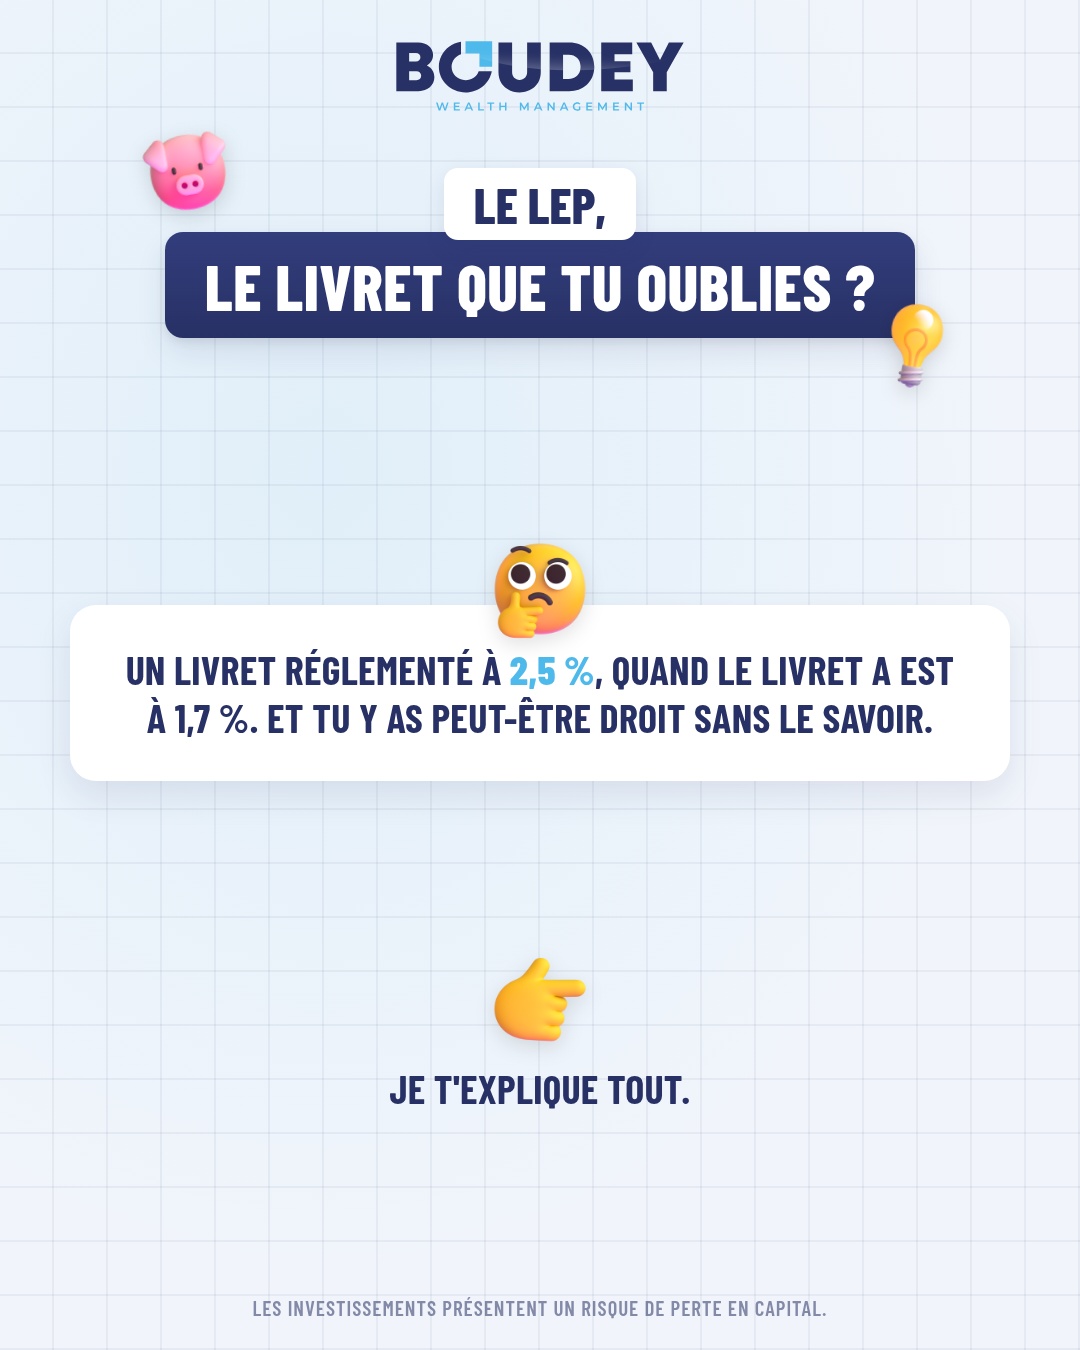 BOUDEY
WEALTH MANAGEMENT
LE LEP,
LE LIVRET QUE TU OUBLIES ?
UN LIVRET RÉGLEMENTÉ À 2,5 %, QUAND LE LIVRET A EST
À 1,7 %. ET TU Y AS PEUT-ÊTRE DROIT SANS LE SAVOIR.
JE T'EXPLIQUE TOUT.
LES INVESTISSEMENTS PRÉSENTENT UN RISQUE DE PERTE EN CAPITAL.